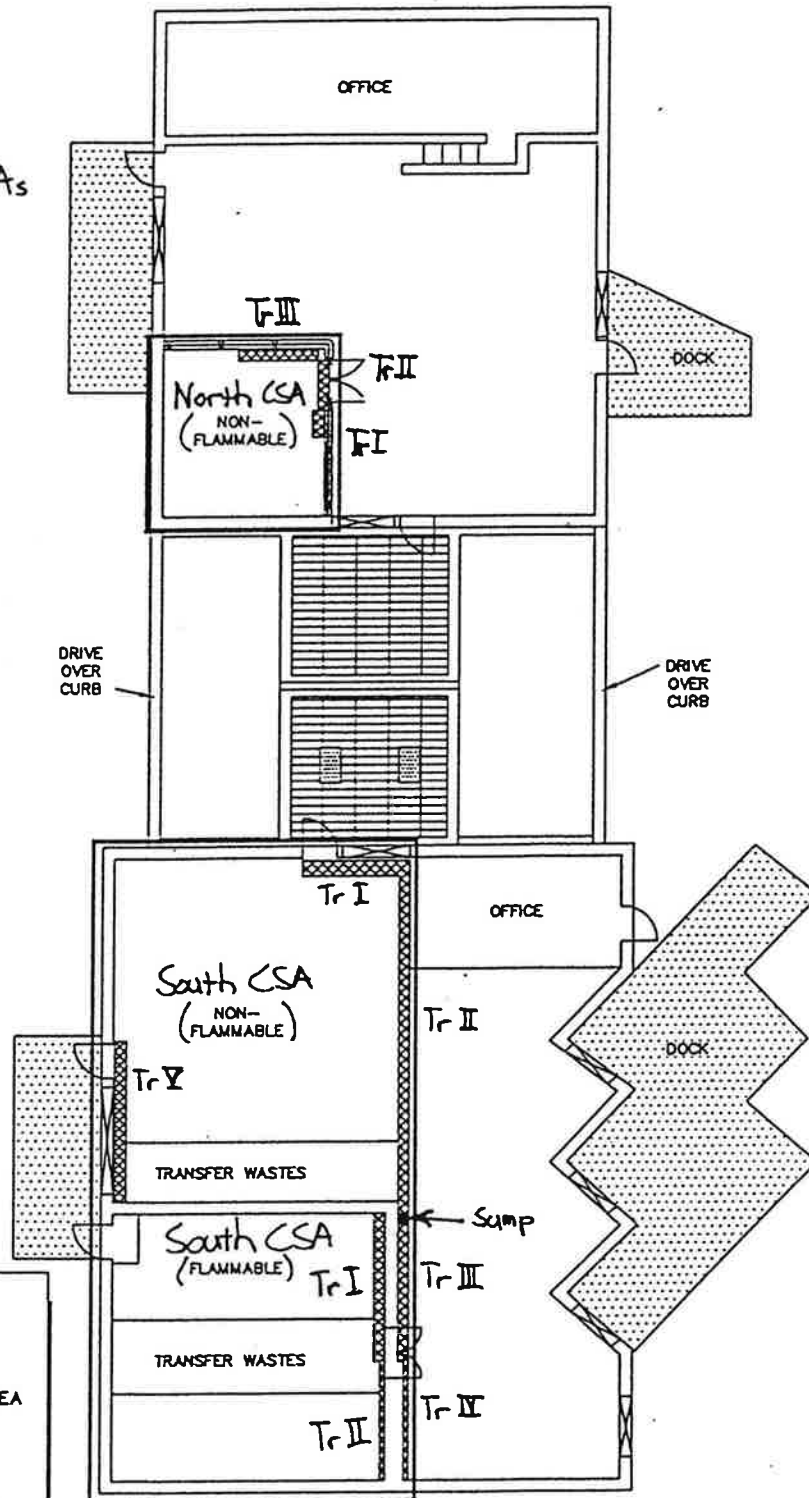 OFFICE
As
Tr III
Tr II
DOCK
North CSA
(NON-
FLAMMABLE)
Tr I
DRIVE
OVER
CURB
DRIVE
OVER
CURB
Tr I
OFFICE
South CSA
(NON-
FLAMMABLE)
Tr II
DOCK
Tr V
TRANSFER WASTES
Sump
South CSA
(FLAMMABLE)
Tr I
Tr III
TRANSFER WASTES
EA
Tr II
Tr IV